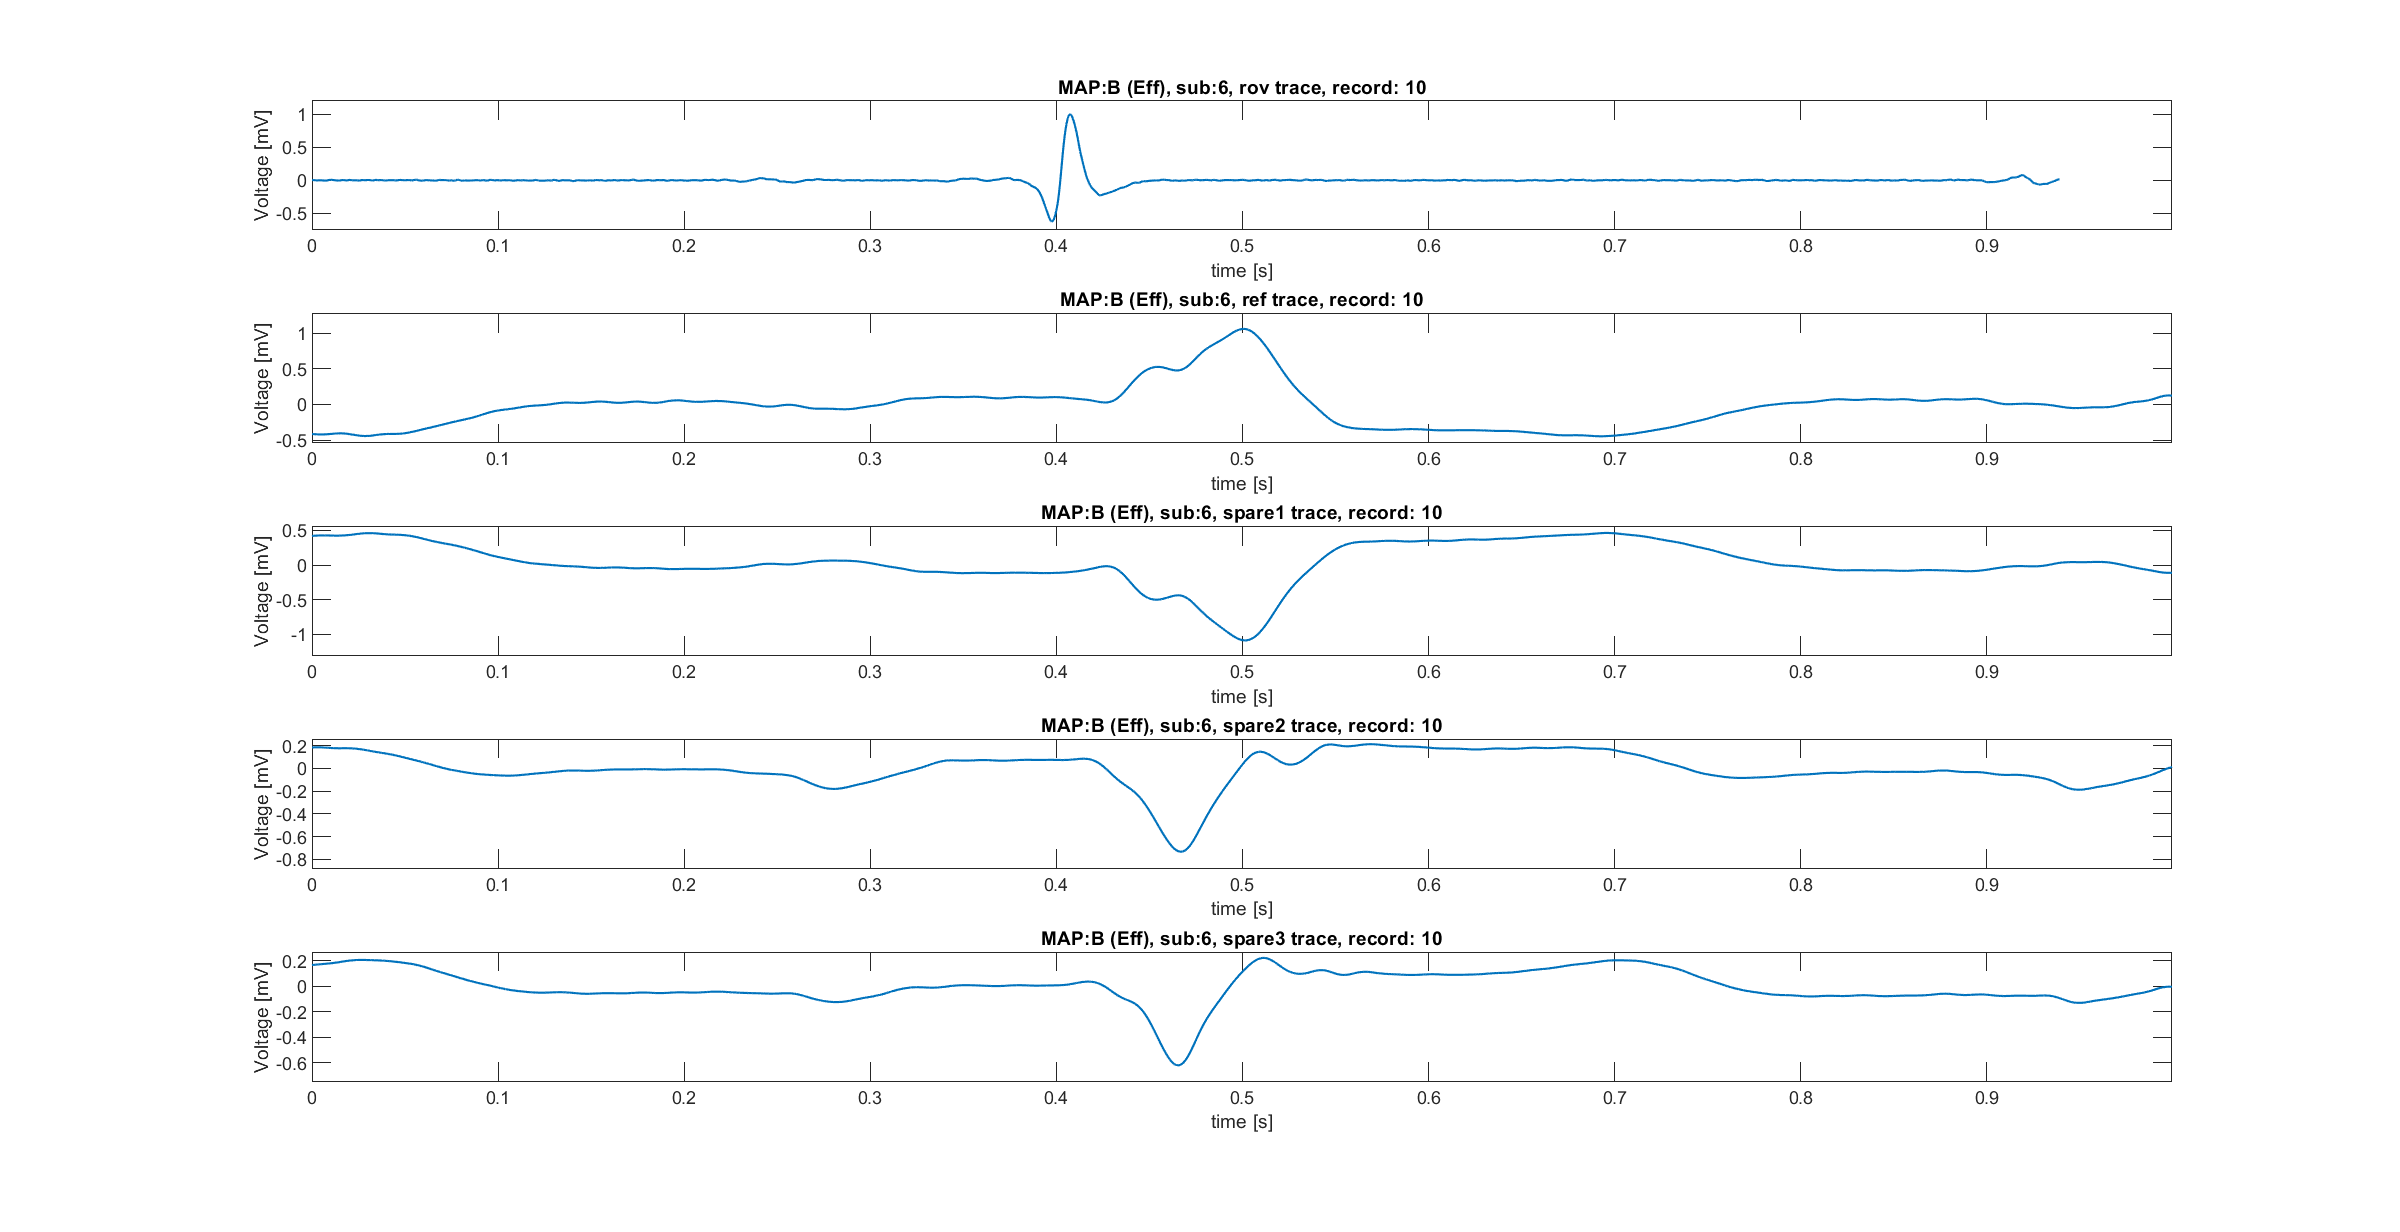 MAP:B (Eff), sub:6, rov trace, record: 10
Voltage [mV]
1
0.5
0
-0.5
0 0.1 0.2 0.3 0.4 0.5 0.6 0.7 0.8 0.9
time [s]
MAP:B (Eff), sub:6, ref trace, record: 10
Voltage [mV]
1
0.5
0
-0.5
0 0.1 0.2 0.3 0.4 0.5 0.6 0.7 0.8 0.9
time [s]
MAP:B (Eff), sub:6, spare1 trace, record: 10
Voltage [mV]
0.5
0
-0.5
-1
0 0.1 0.2 0.3 0.4 0.5 0.6 0.7 0.8 0.9
time [s]
MAP:B (Eff), sub:6, spare2 trace, record: 10
Voltage [mV]
0.2
0
-0.2
-0.4
-0.6
-0.8
0 0.1 0.2 0.3 0.4 0.5 0.6 0.7 0.8 0.9
time [s]
MAP:B (Eff), sub:6, spare3 trace, record: 10
Voltage [mV]
0.2
0
-0.2
-0.4
-0.6
0 0.1 0.2 0.3 0.4 0.5 0.6 0.7 0.8 0.9
time [s]